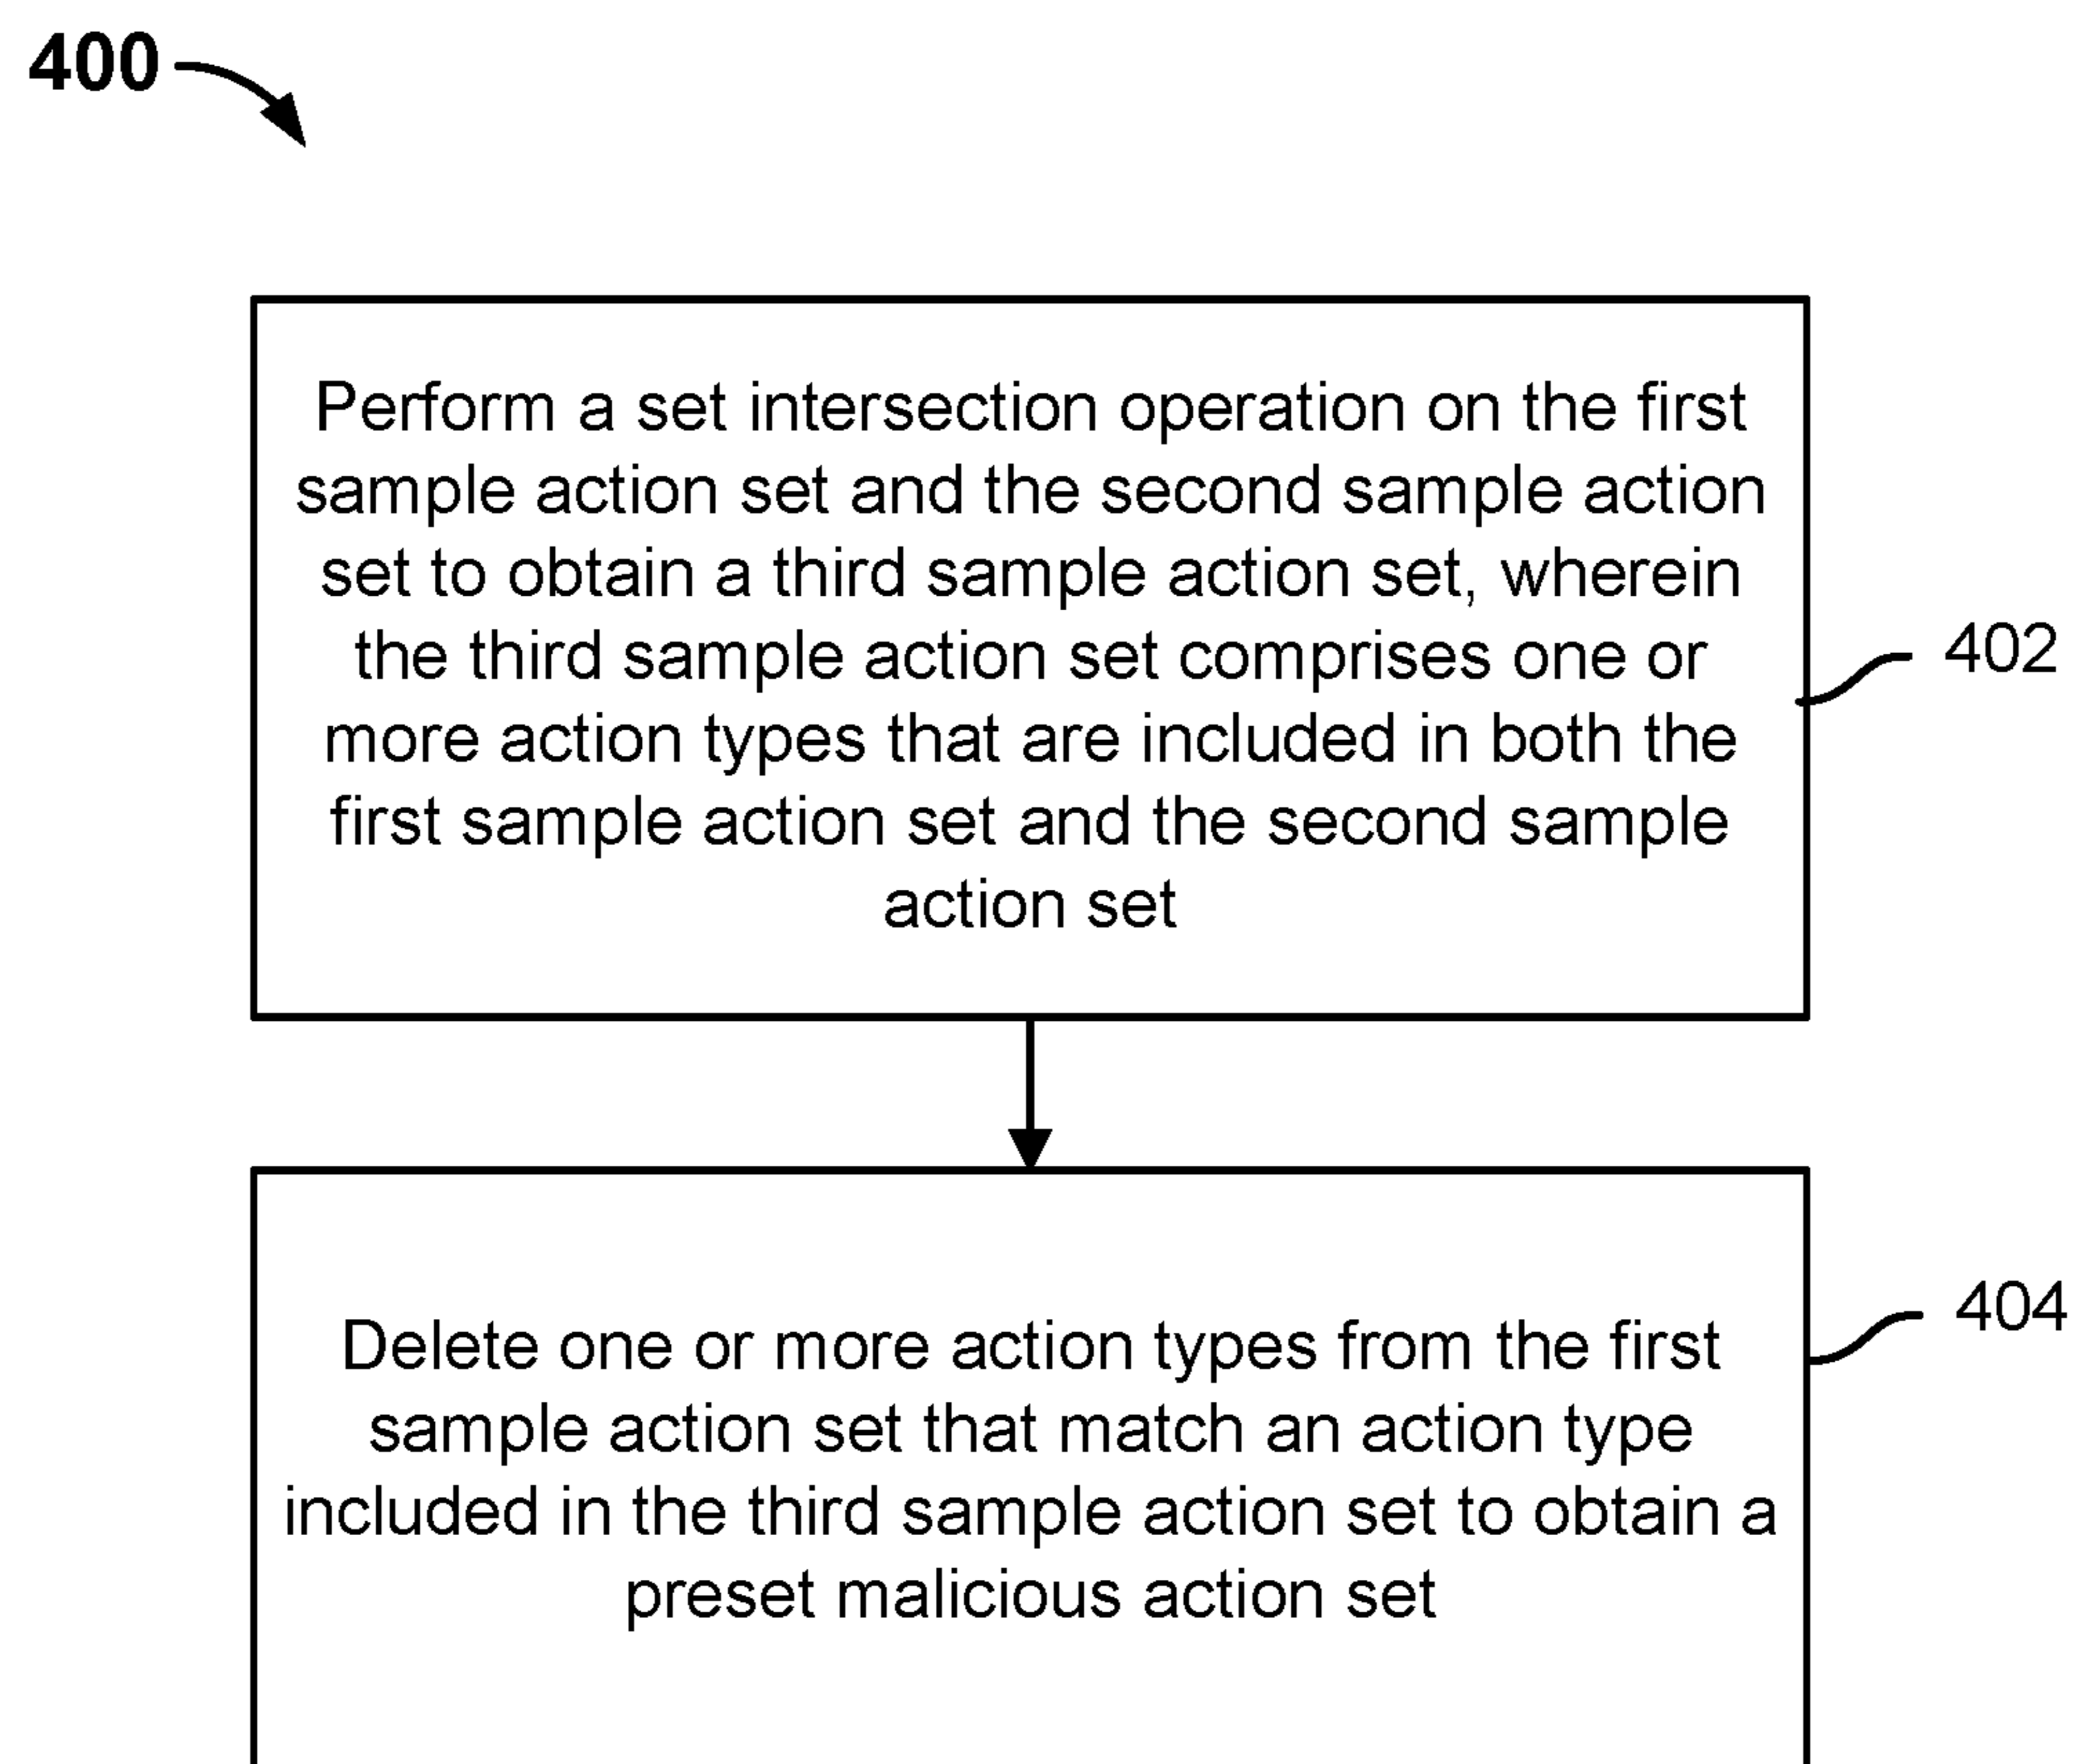 400
Perform a set intersection operation on the first
sample action set and the second sample action
set to obtain a third sample action set, wherein
the third sample action set comprises one or
more action types that are included in both the
first sample action set and the second sample
action set
402
Delete one or more action types from the first
sample action set that match an action type
included in the third sample action set to obtain a
preset malicious action set
404